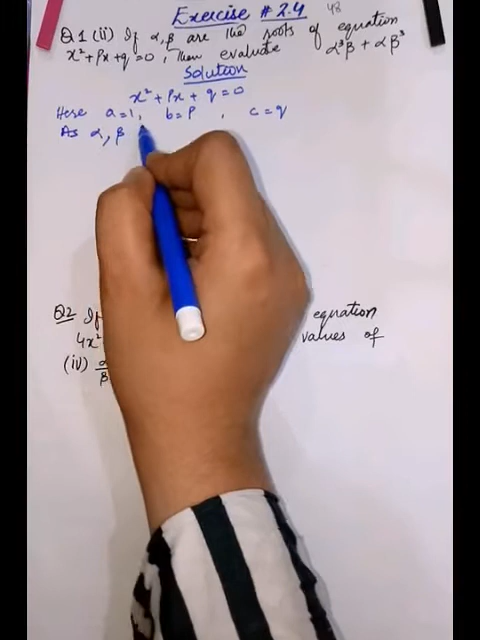 Exercise # 2.4 48
Q1 (ii) If α,β are the roots of equation
x²+Px+q=0, then evaluate α³β + αβ³
Solution
x² + Px + q = 0
Here a=1, b=P , c=q
As α, β
Q2 If equation
4x² values of
(iv) α/β